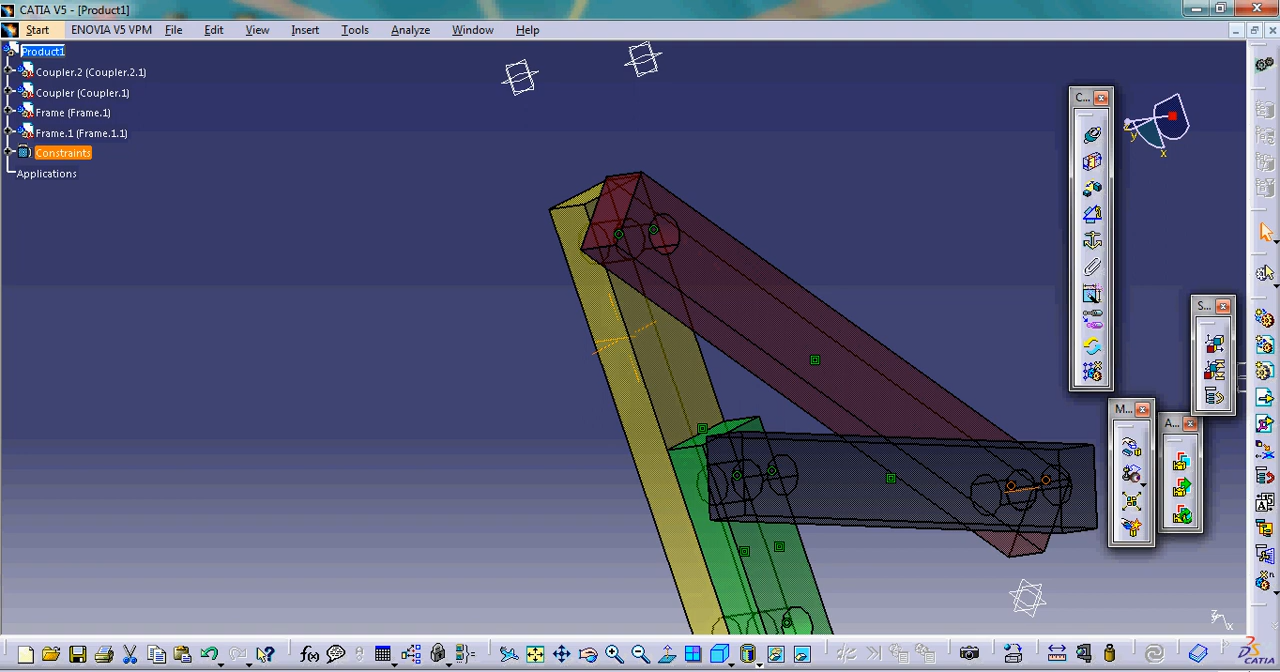 CATIA V5 - [Product1]
Start ENOVIA V5 VPM File Edit View Insert Tools Analyze Window Help
Product1
Coupler.2 (Coupler.2.1)
Coupler (Coupler.1)
Frame (Frame.1)
Frame.1 (Frame.1.1)
Constraints
Applications
C...
y
x
S...
M...
A...
z
x
f(x)
CATIA